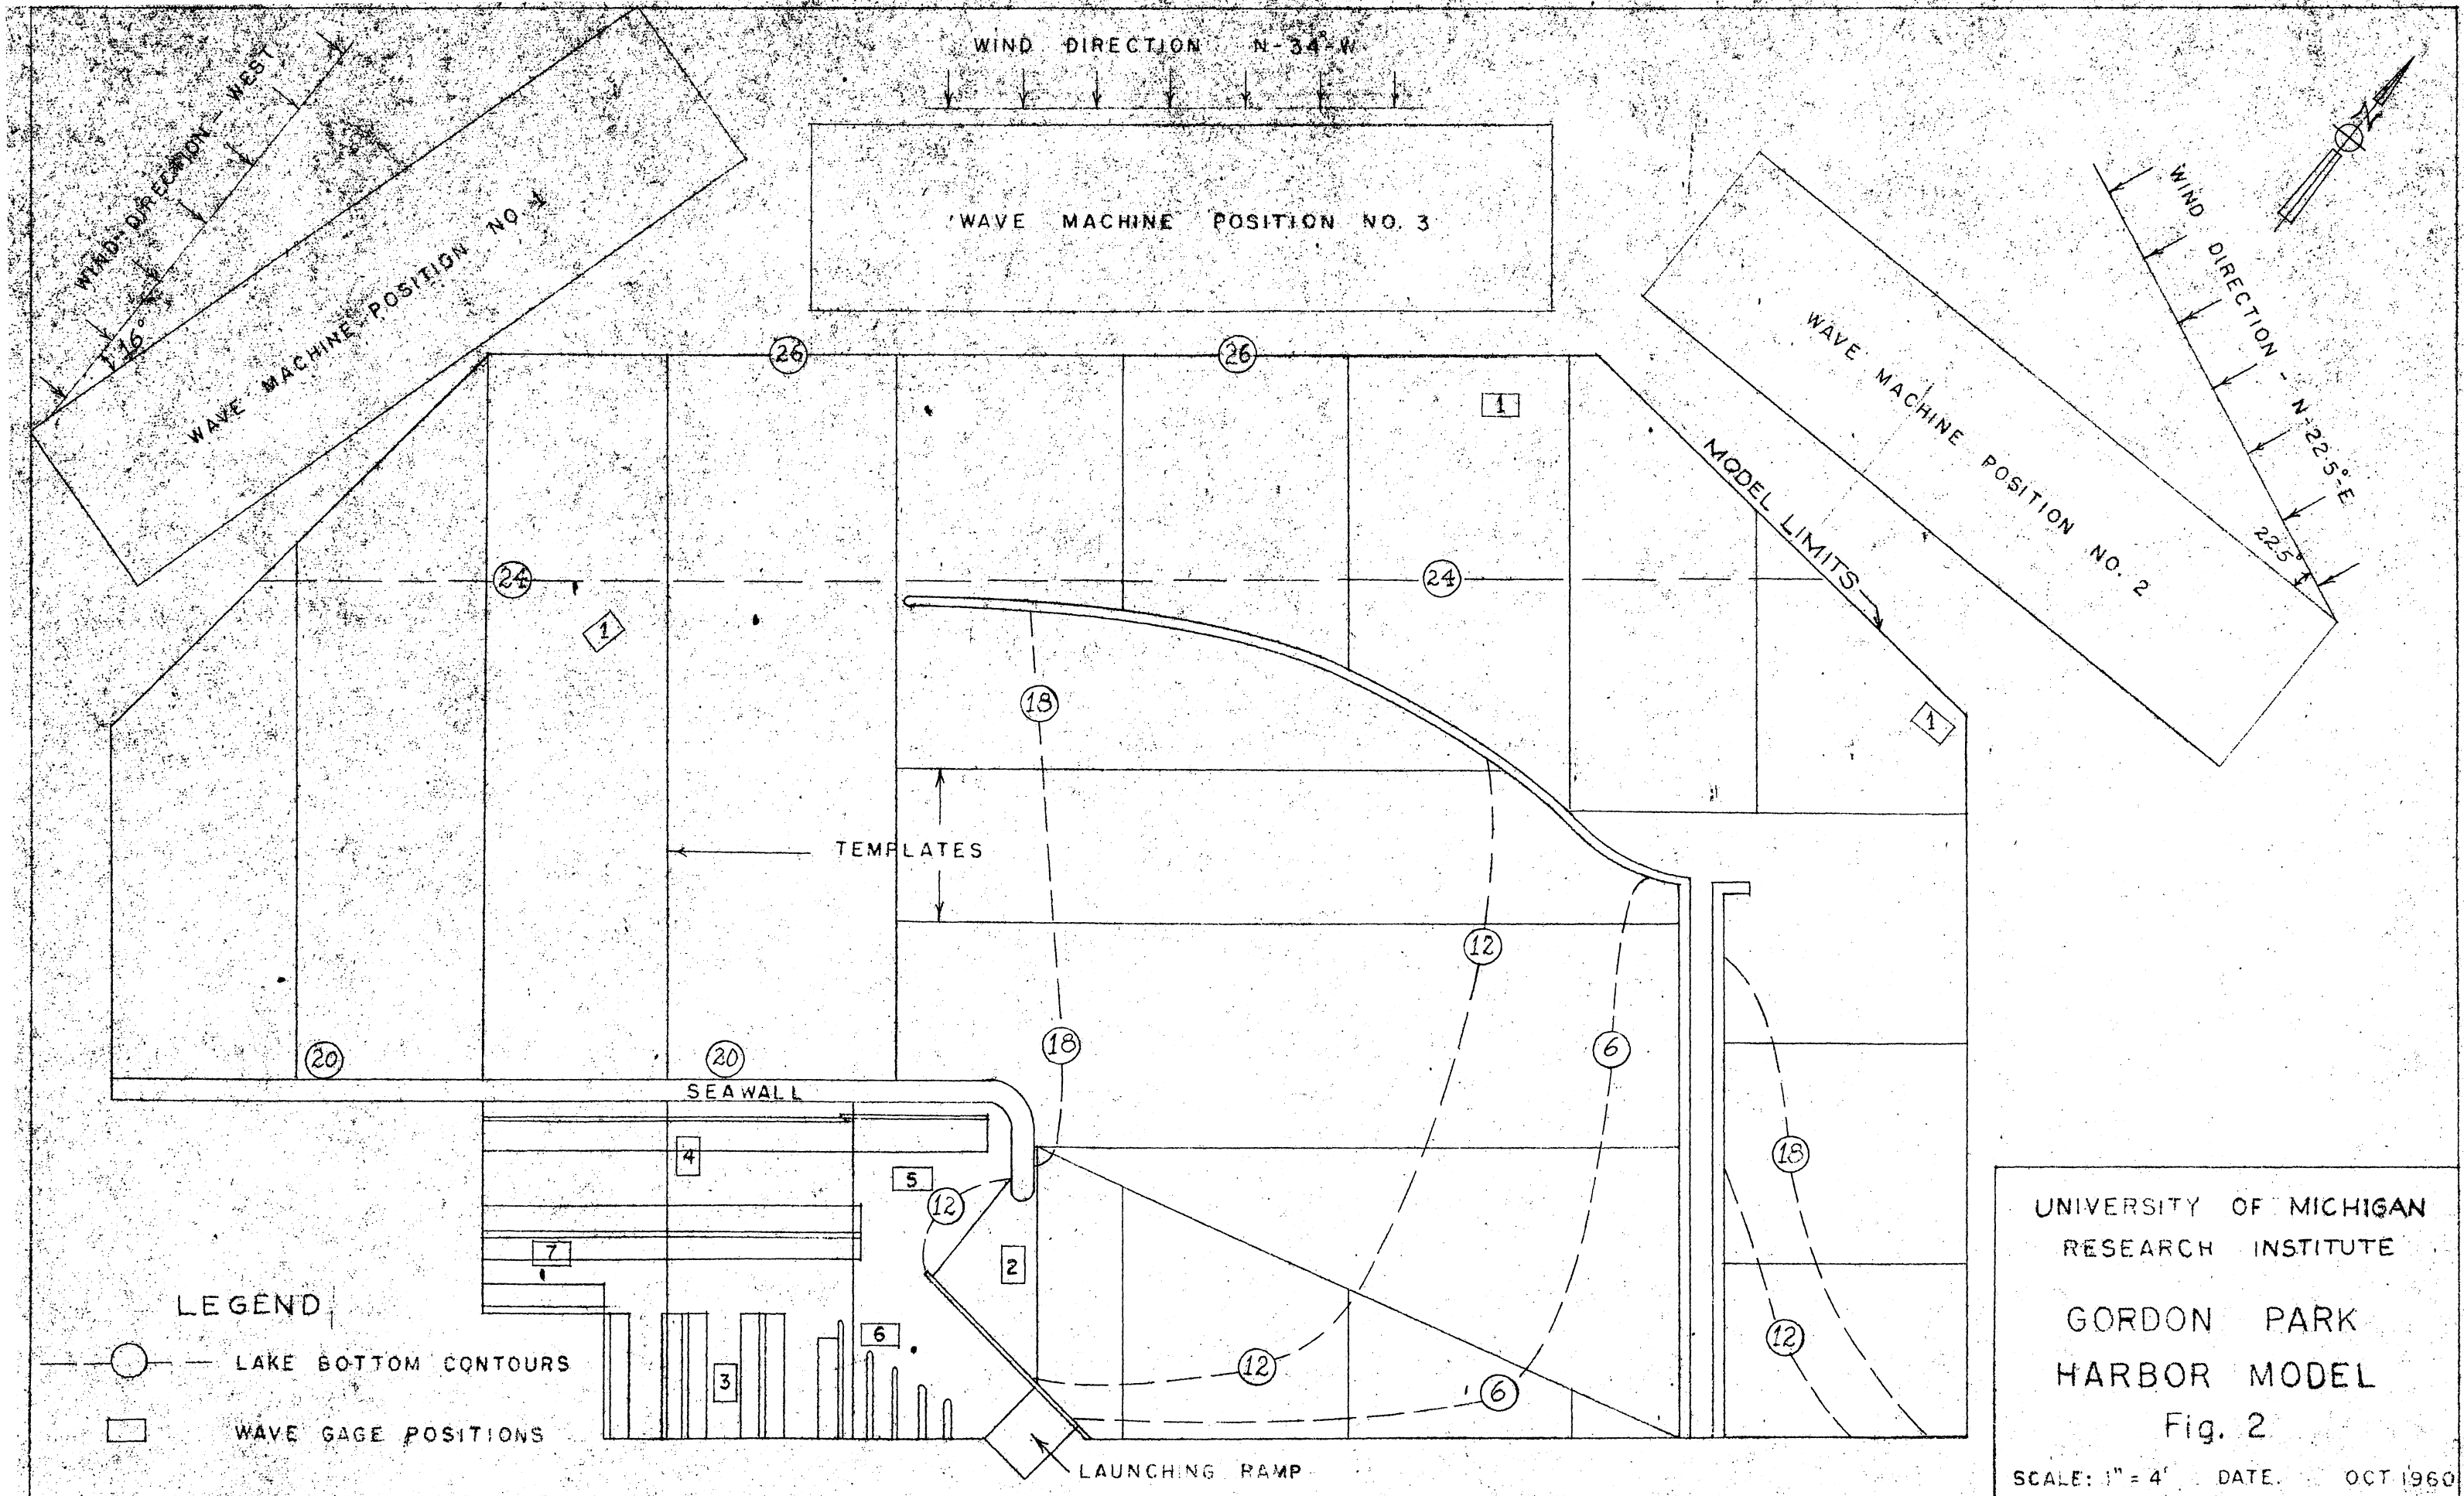 WIND DIRECTION N-34°-W
WIND DIRECTION - WEST
16°
WAVE MACHINE POSITION NO 1
WAVE MACHINE POSITION NO. 3
WAVE MACHINE POSITION NO. 2
WIND DIRECTION - N-22.5°-E
22.5°
N
26
26
1
MODEL LIMITS
24
24
1
18
1
TEMPLATES
12
20
20
18
6
SEAWALL
4
5
12
18
7
2
6
3
12
6
12
LAUNCHING RAMP
LEGEND
LAKE BOTTOM CONTOURS
WAVE GAGE POSITIONS
UNIVERSITY OF MICHIGAN
RESEARCH INSTITUTE
GORDON PARK
HARBOR MODEL
Fig. 2
SCALE: 1" = 4' DATE. OCT 1960